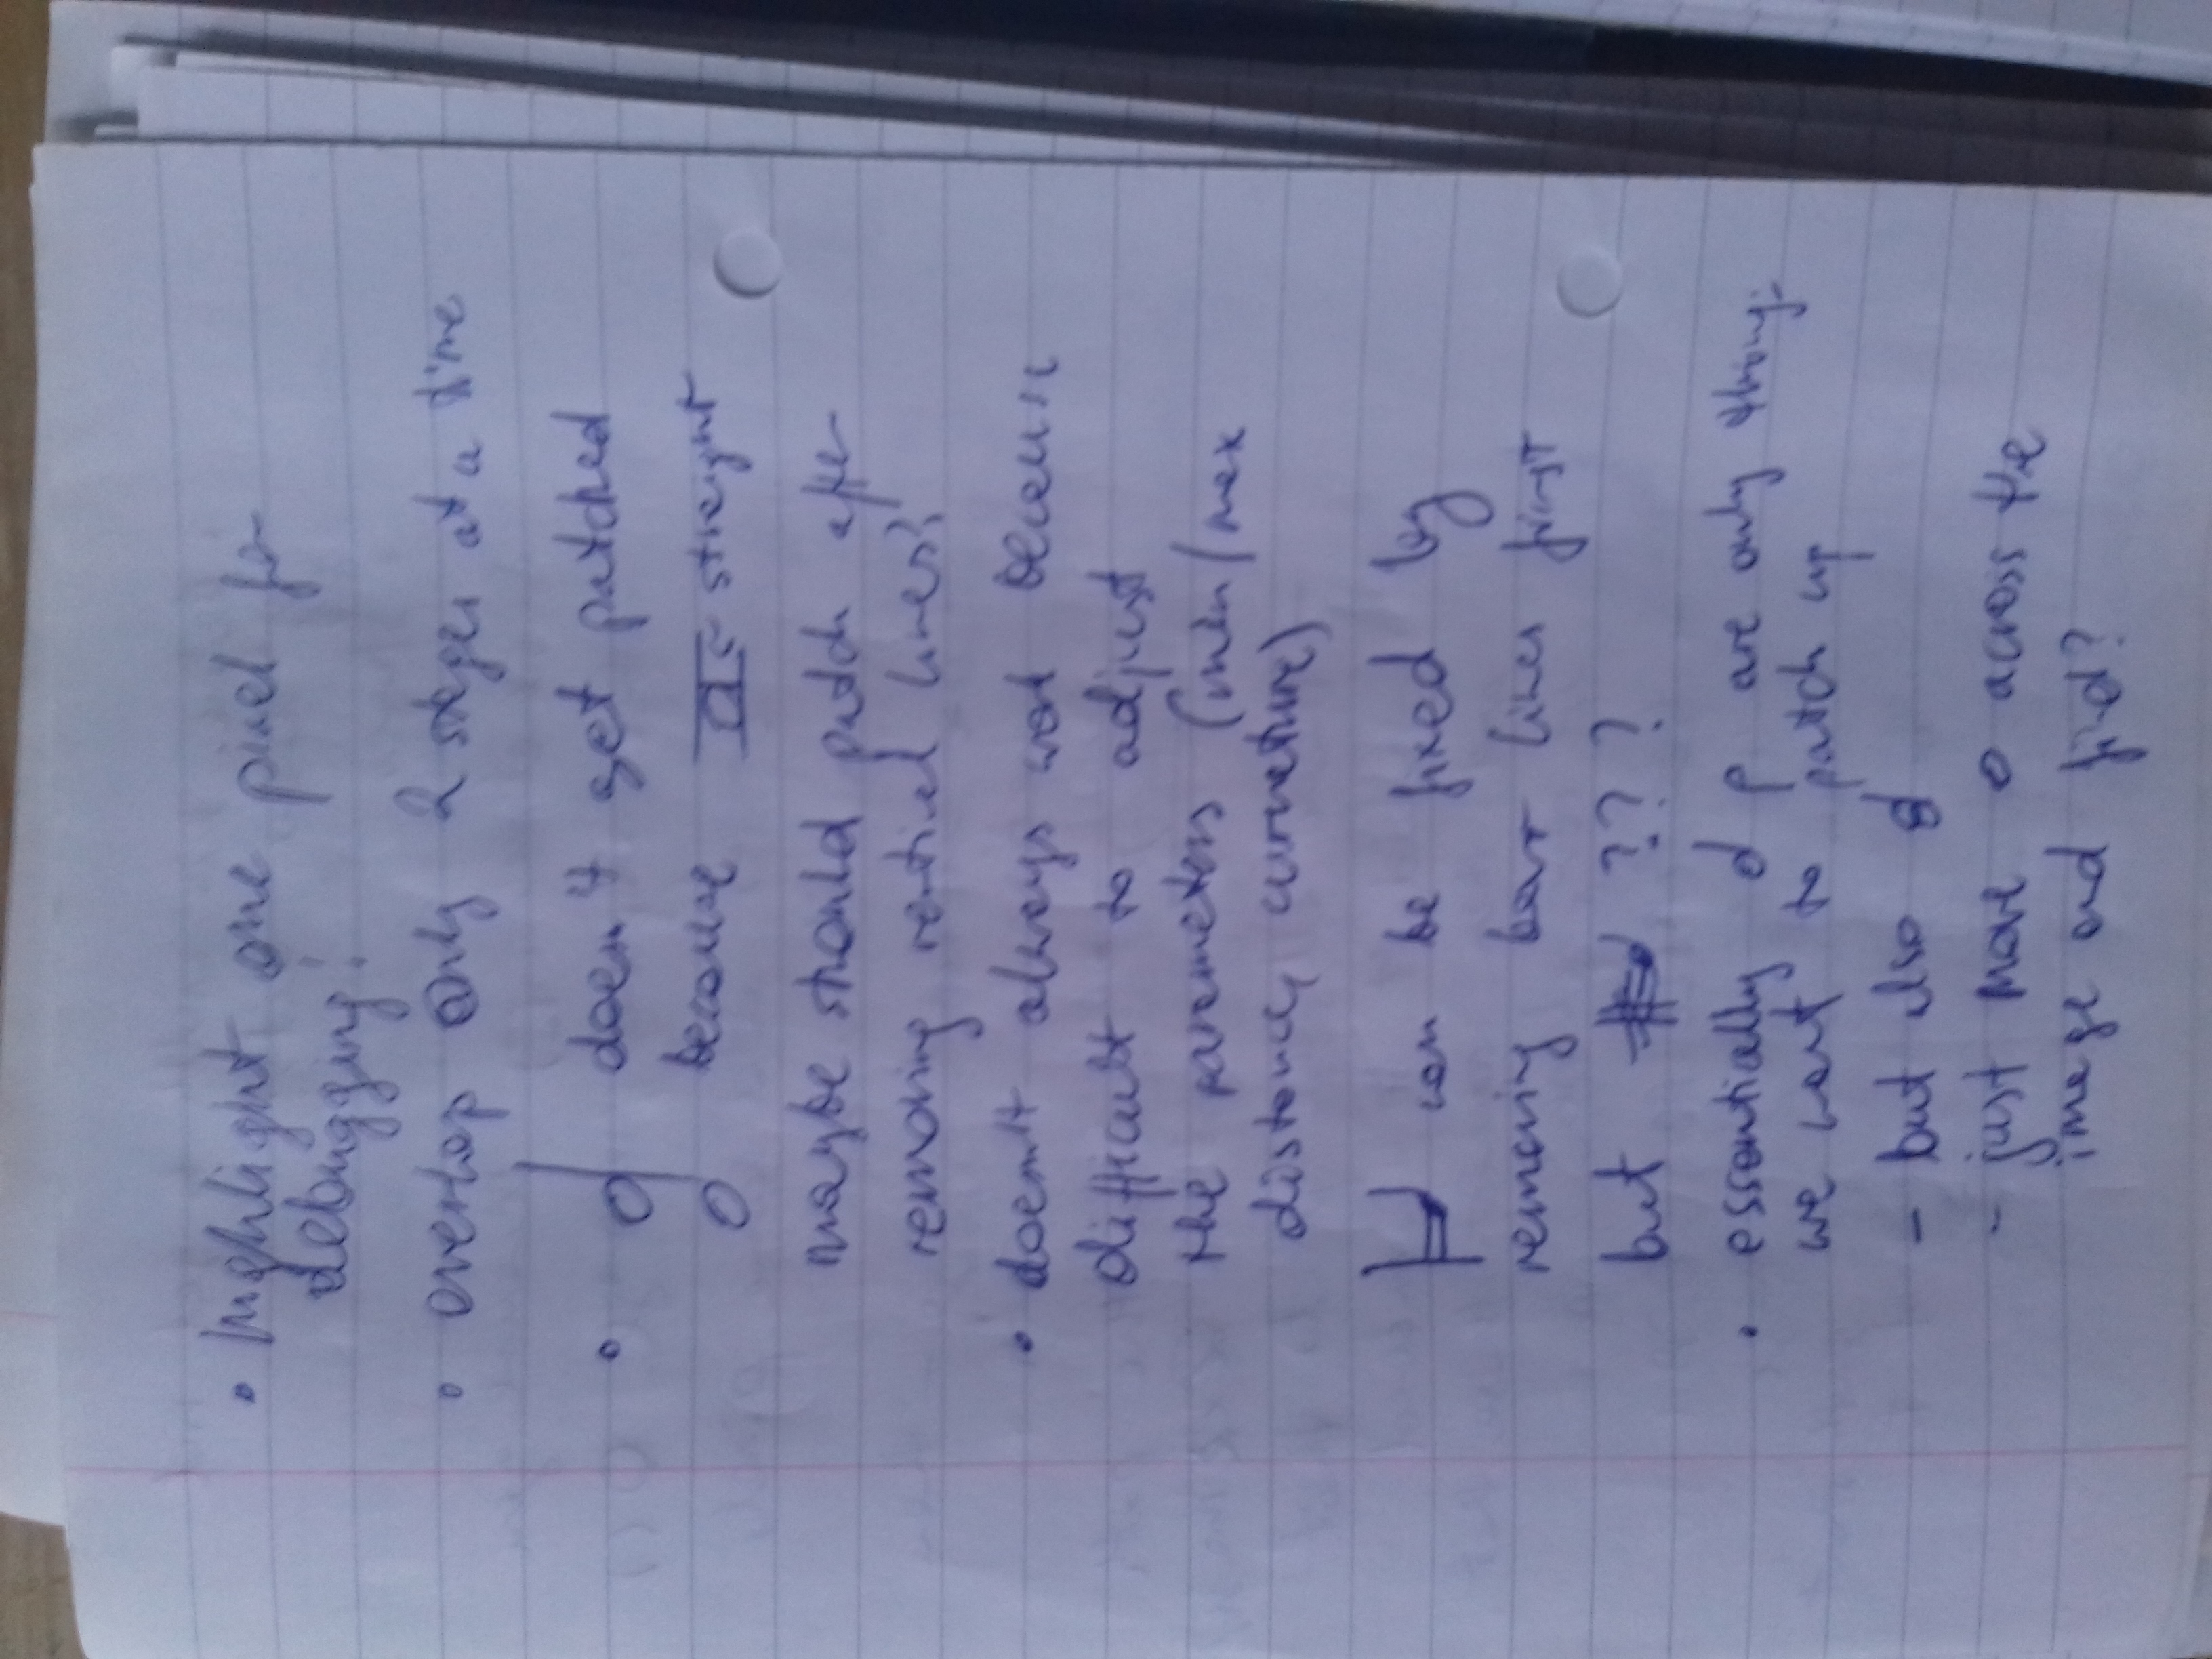 • highlight one pixel for
debugging!
• overlap only 2 stages at a time
• doesn't get patched
because is straight
maybe should patch after
removing vertical lines?
• doesn't always work because
difficult to adjust
the parameters (min/max
distance, curvature)
can be fixed by
removing bar lines first
but ???
• essentially are only things
we want to patch up
- but also
- just move o across the
image and find?